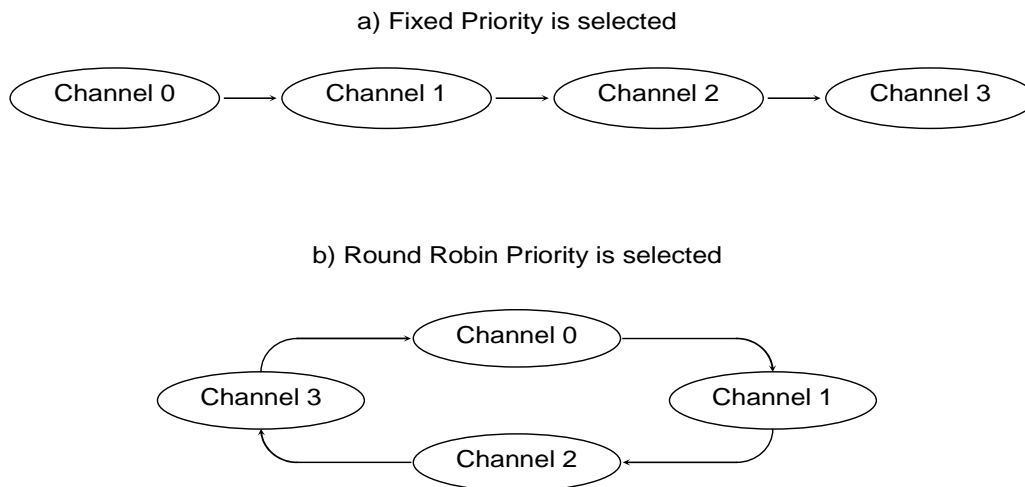 a) Fixed Priority is selected
Channel 0
Channel 1
Channel 2
Channel 3
b) Round Robin Priority is selected
Channel 0
Channel 3
Channel 1
Channel 2